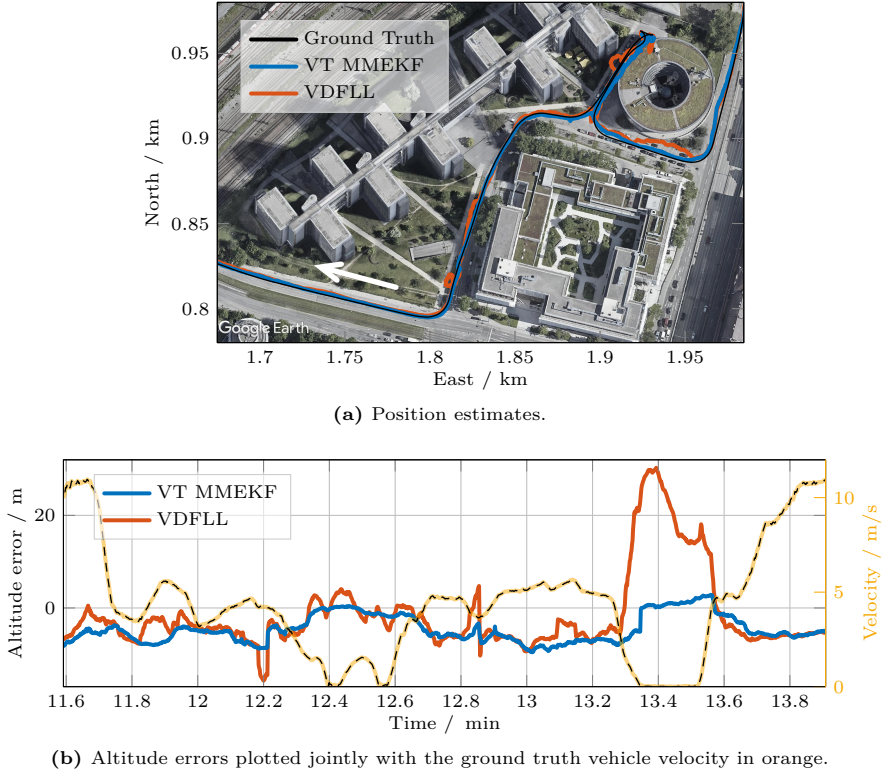 Ground Truth
VT MMEKF
VDFLL
0.95
0.9
0.85
0.8
North / km
Google Earth
1.7 1.75 1.8 1.85 1.9 1.95
East / km
(a) Position estimates.
VT MMEKF
VDFLL
20
0
Altitude error / m
10
5
0
Velocity / m/s
11.6 11.8 12 12.2 12.4 12.6 12.8 13 13.2 13.4 13.6 13.8
Time / min
(b) Altitude errors plotted jointly with the ground truth vehicle velocity in orange.